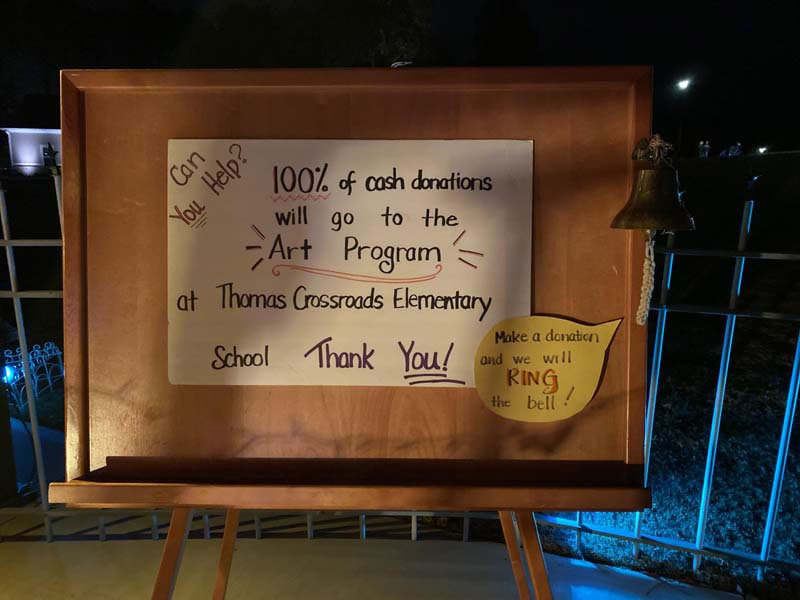 Can
You Help?
100% of cash donations
will go to the
Art Program
at Thomas Crossroads Elementary
School Thank You!
Make a donation
and we will
RING
the bell!